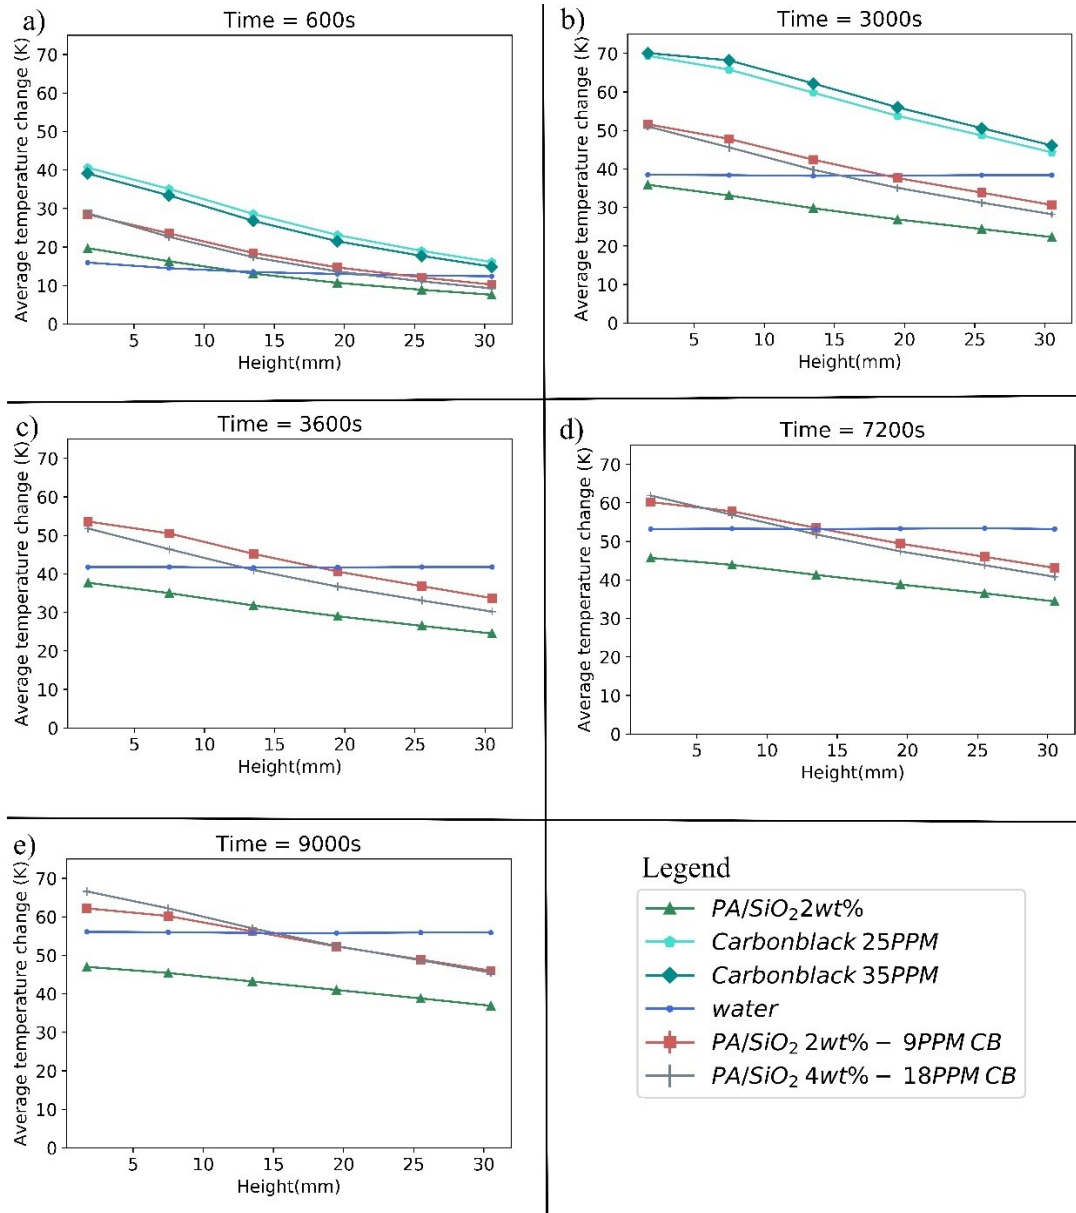 a)
Time = 600s
Average temperature change (K)
70
60
50
40
30
20
10
0
5 10 15 20 25 30
Height(mm)
b)
Time = 3000s
Average temperature change (K)
70
60
50
40
30
20
10
0
5 10 15 20 25 30
Height(mm)
c)
Time = 3600s
Average temperature change (K)
70
60
50
40
30
20
10
0
5 10 15 20 25 30
Height(mm)
d)
Time = 7200s
Average temperature change (K)
70
60
50
40
30
20
10
0
5 10 15 20 25 30
Height(mm)
e)
Time = 9000s
Average temperature change (K)
70
60
50
40
30
20
10
0
5 10 15 20 25 30
Height(mm)
Legend
PA/SiO₂2wt%
Carbonblack 25PPM
Carbonblack 35PPM
water
PA/SiO₂ 2wt% − 9PPM CB
PA/SiO₂ 4wt% − 18PPM CB